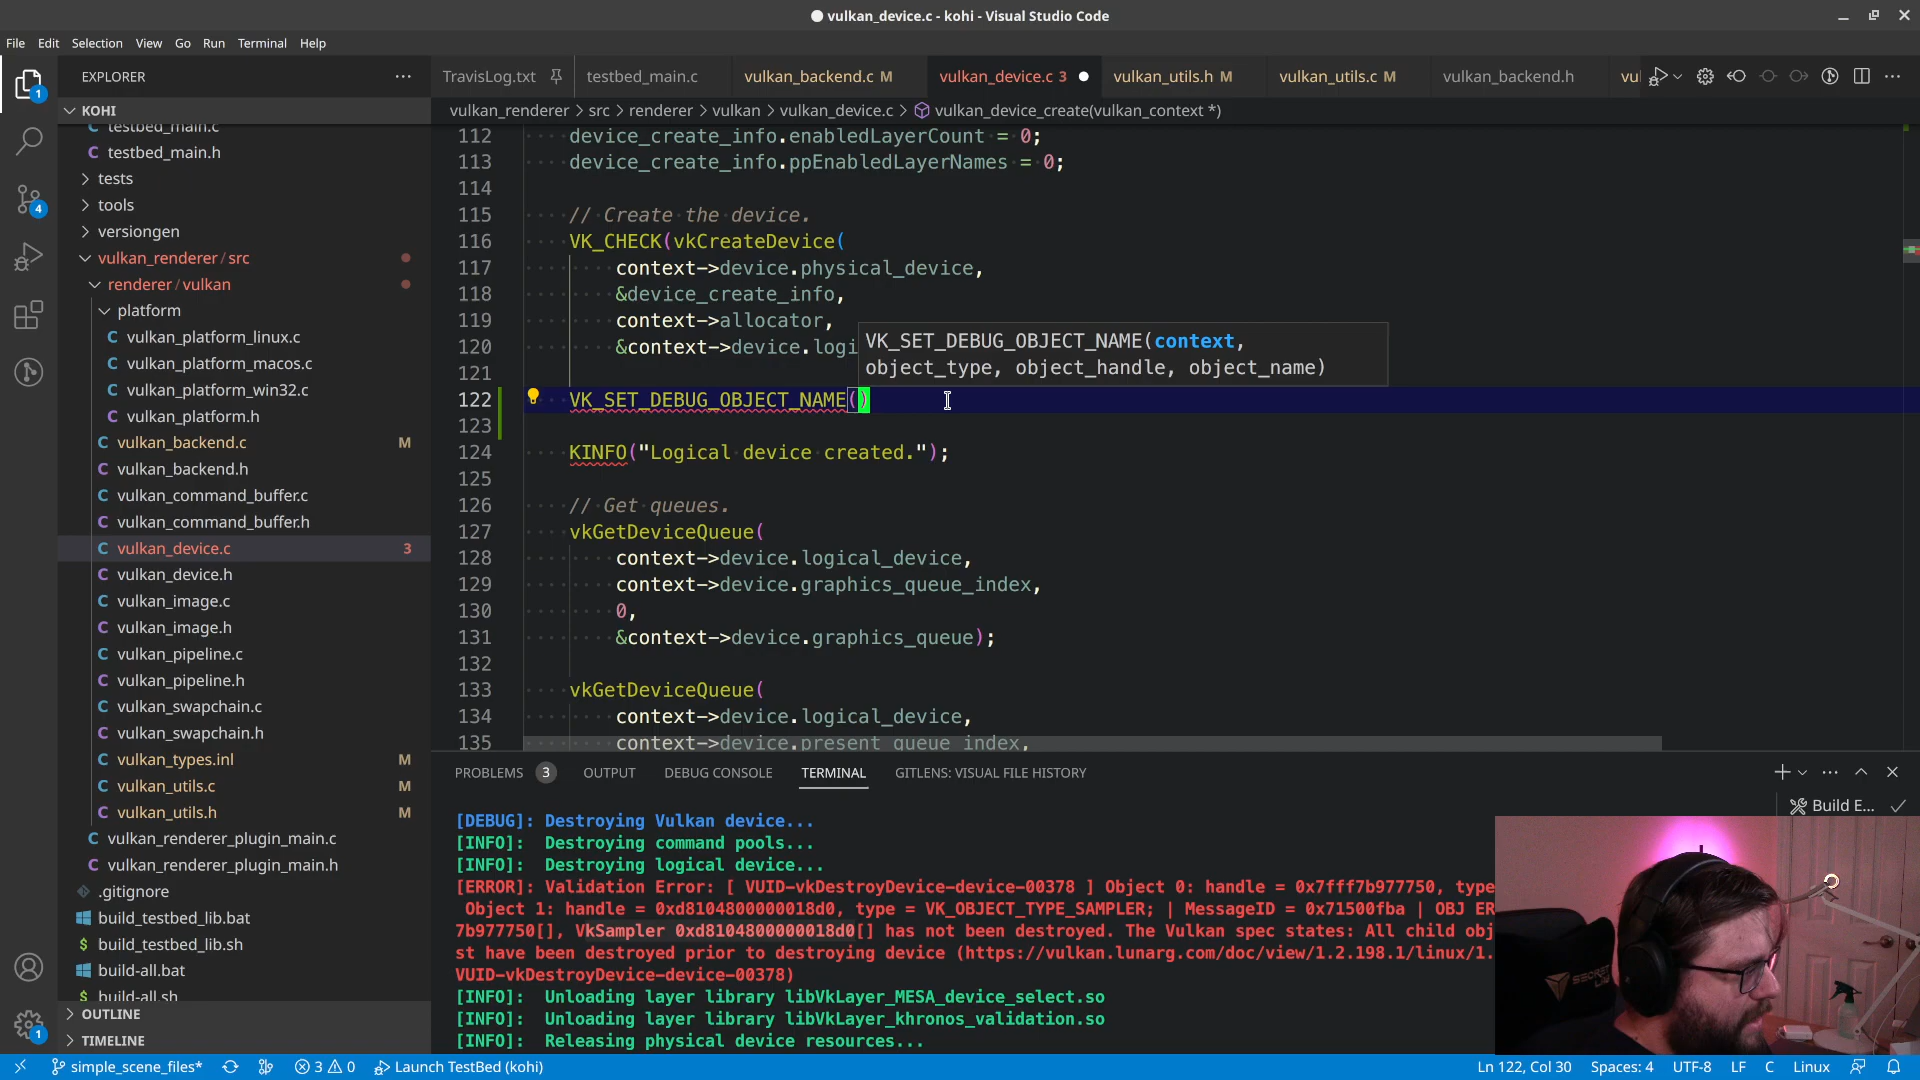 vulkan_device.c - kohi - Visual Studio Code
File Edit Selection View Go Run Terminal Help
EXPLORER
TravisLog.txt testbed_main.c vulkan_backend.c M vulkan_device.c 3 vulkan_utils.h M vulkan_utils.c M vulkan_backend.h vul
KOHI
vulkan_renderer > src > renderer > vulkan > vulkan_device.c > vulkan_device_create(vulkan_context *)
testbed_main.c
testbed_main.h
tests
tools
versiongen
vulkan_renderer / src
renderer / vulkan
platform
vulkan_platform_linux.c
vulkan_platform_macos.c
vulkan_platform_win32.c
vulkan_platform.h
vulkan_backend.c M
vulkan_backend.h
vulkan_command_buffer.c
vulkan_command_buffer.h
vulkan_device.c 3
vulkan_device.h
vulkan_image.c
vulkan_image.h
vulkan_pipeline.c
vulkan_pipeline.h
vulkan_swapchain.c
vulkan_swapchain.h
vulkan_types.inl M
vulkan_utils.c M
vulkan_utils.h M
vulkan_renderer_plugin_main.c
vulkan_renderer_plugin_main.h
.gitignore
build_testbed_lib.bat
build_testbed_lib.sh
build-all.bat
build-all.sh
OUTLINE
TIMELINE
112 device_create_info.enabledLayerCount = 0;
113 device_create_info.ppEnabledLayerNames = 0;
114
115 // Create the device.
116 VK_CHECK(vkCreateDevice(
117 context->device.physical_device,
118 &device_create_info,
119 context->allocator,
120 &context->device.logi
VK_SET_DEBUG_OBJECT_NAME(context,
object_type, object_handle, object_name)
121
122 VK_SET_DEBUG_OBJECT_NAME()
123
124 KINFO("Logical device created.");
125
126 // Get queues.
127 vkGetDeviceQueue(
128 context->device.logical_device,
129 context->device.graphics_queue_index,
130 0,
131 &context->device.graphics_queue);
132
133 vkGetDeviceQueue(
134 context->device.logical_device,
135 context->device.present_queue_index,
PROBLEMS 3 OUTPUT DEBUG CONSOLE TERMINAL GITLENS: VISUAL FILE HISTORY
Build E...
[DEBUG]: Destroying Vulkan device...
[INFO]: Destroying command pools...
[INFO]: Destroying logical device...
[ERROR]: Validation Error: [ VUID-vkDestroyDevice-device-00378 ] Object 0: handle = 0x7fff7b977750, type
Object 1: handle = 0xd8104800000018d0, type = VK_OBJECT_TYPE_SAMPLER; | MessageID = 0x71500fba | OBJ ER
7b977750[], VkSampler 0xd8104800000018d0[] has not been destroyed. The Vulkan spec states: All child obj
st have been destroyed prior to destroying device (https://vulkan.lunarg.com/doc/view/1.2.198.1/linux/1.
VUID-vkDestroyDevice-device-00378)
[INFO]: Unloading layer library libVkLayer_MESA_device_select.so
[INFO]: Unloading layer library libVkLayer_khronos_validation.so
[INFO]: Releasing physical device resources...
simple_scene_files* 3 0 Launch TestBed (kohi) Ln 122, Col 30 Spaces: 4 UTF-8 LF C Linux